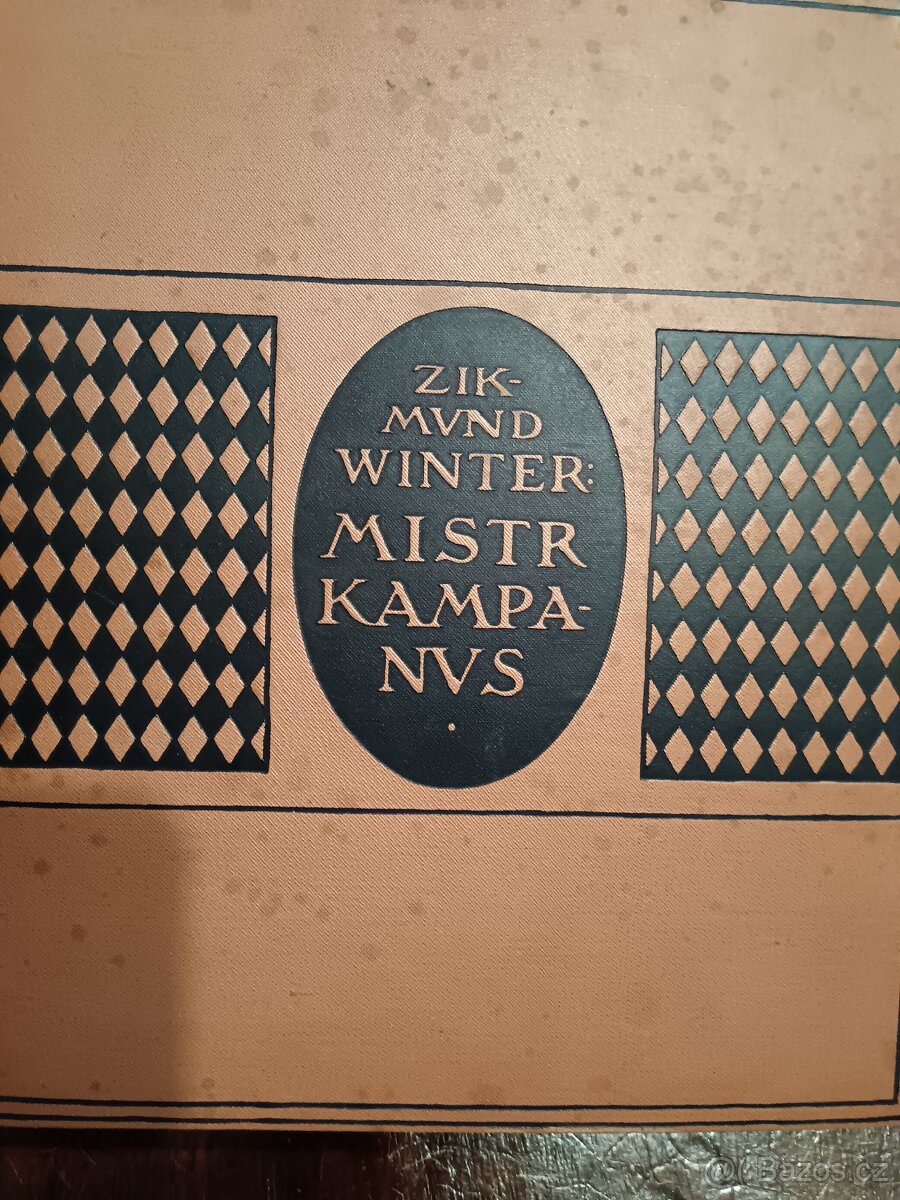 ZIK-
MVND
WINTER:
MISTR
KAMPA-
NVS
Bazos.cz